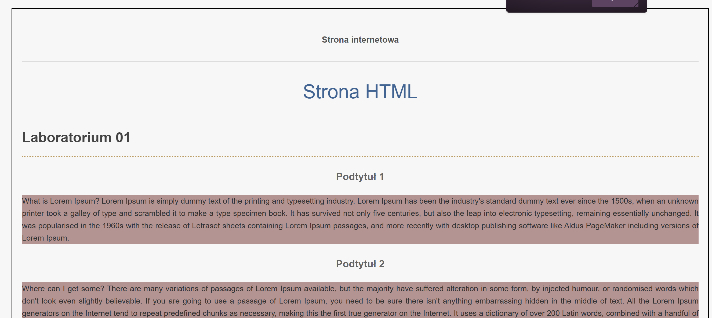 Strona internetowa
Strona HTML
Laboratorium 01
Podtytuł 1
What is Lorem Ipsum? Lorem Ipsum is simply dummy text of the printing and typesetting industry. Lorem Ipsum has been the industry's standard dummy text ever since the 1500s, when an unknown
printer took a galley of type and scrambled it to make a type specimen book. It has survived not only five centuries, but also the leap into electronic typesetting, remaining essentially unchanged. It
was popularised in the 1960s with the release of Letraset sheets containing Lorem Ipsum passages, and more recently with desktop publishing software like Aldus PageMaker including versions of
Lorem Ipsum.
Podtytuł 2
Where can I get some? There are many variations of passages of Lorem Ipsum available, but the majority have suffered alteration in some form, by injected humour, or randomised words which
don't look even slightly believable. If you are going to use a passage of Lorem Ipsum, you need to be sure there isn't anything embarrassing hidden in the middle of text. All the Lorem Ipsum
generators on the Internet tend to repeat predefined chunks as necessary, making this the first true generator on the Internet. It uses a dictionary of over 200 Latin words, combined with a handful of